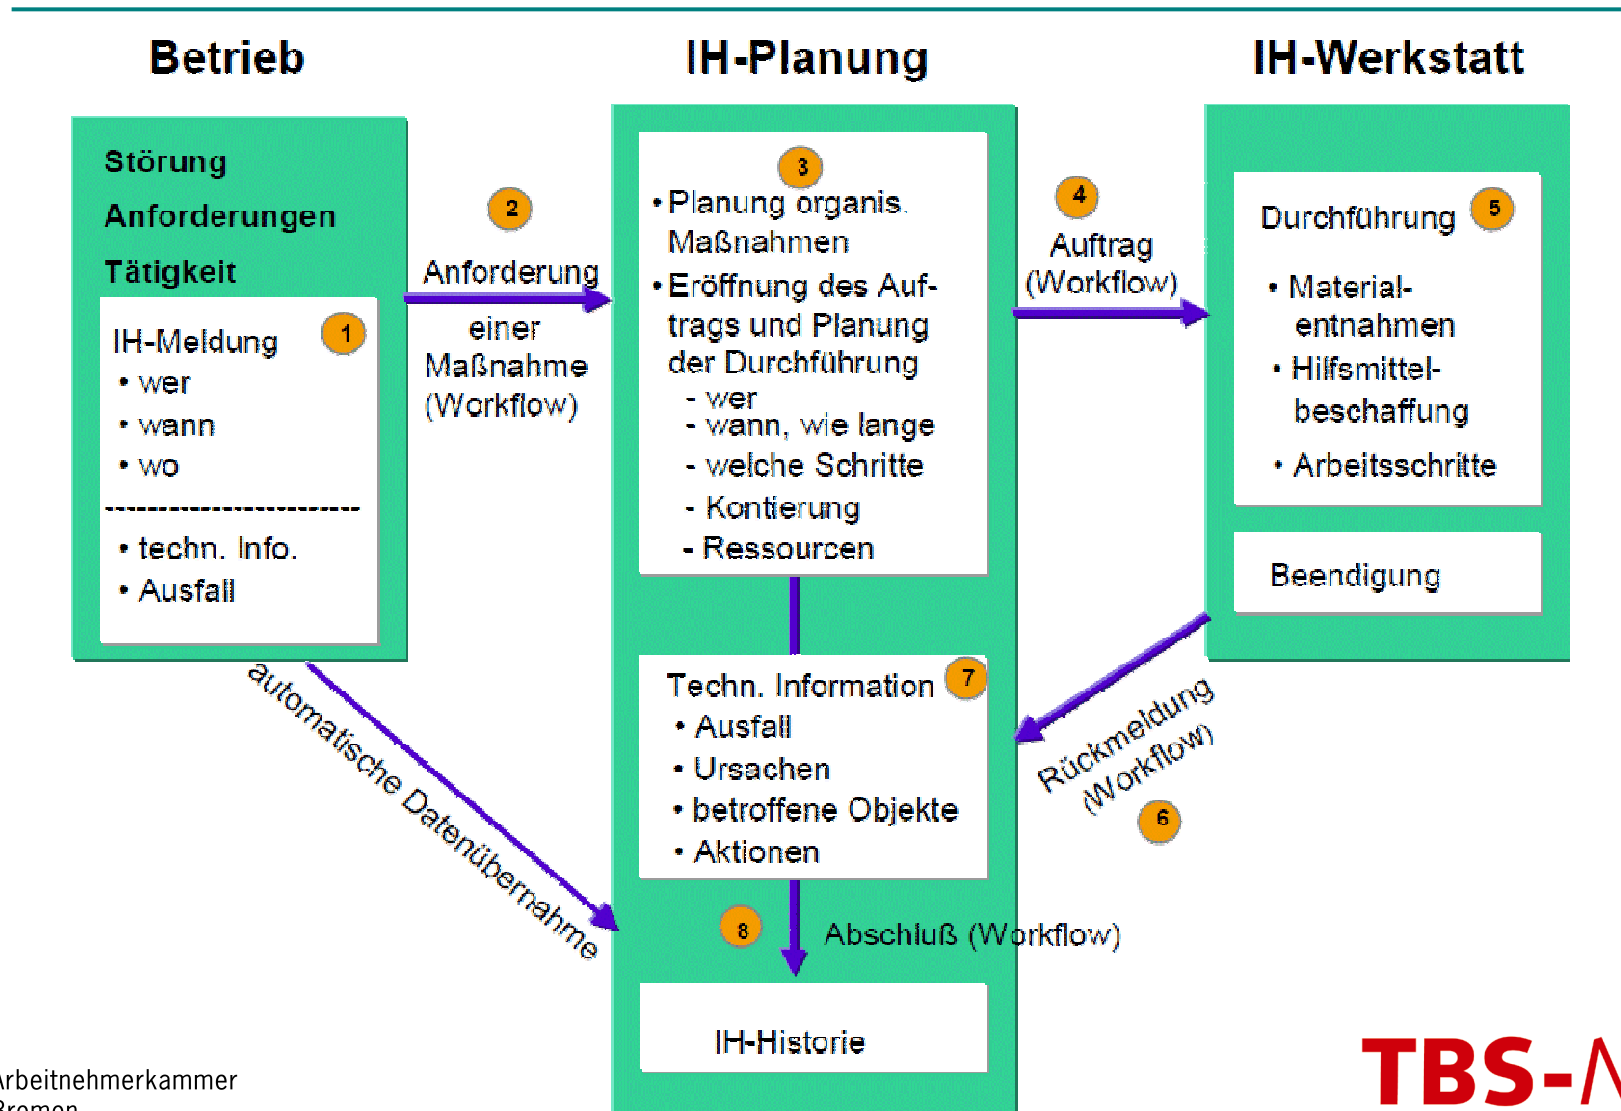 Betrieb
IH-Planung
IH-Werkstatt
Störung
Anforderungen
Tätigkeit
IH-Meldung
1
• wer
• wann
• wo
------------------------
• techn. Info.
• Ausfall
2
Anforderung
einer
Maßnahme
(Workflow)
3
• Planung organis.
Maßnahmen
• Eröffnung des Auf-
trags und Planung
der Durchführung
- wer
- wann, wie lange
- welche Schritte
- Kontierung
- Ressourcen
4
Auftrag
(Workflow)
Durchführung
5
• Material-
entnahmen
• Hilfsmittel-
beschaffung
• Arbeitsschritte
Beendigung
Rückmeldung
(Workflow)
6
automatische Datenübernahme
Techn. Information
7
• Ausfall
• Ursachen
• betroffene Objekte
• Aktionen
8
Abschluß (Workflow)
IH-Historie
Arbeitnehmerkammer
Bremen
TBS-N